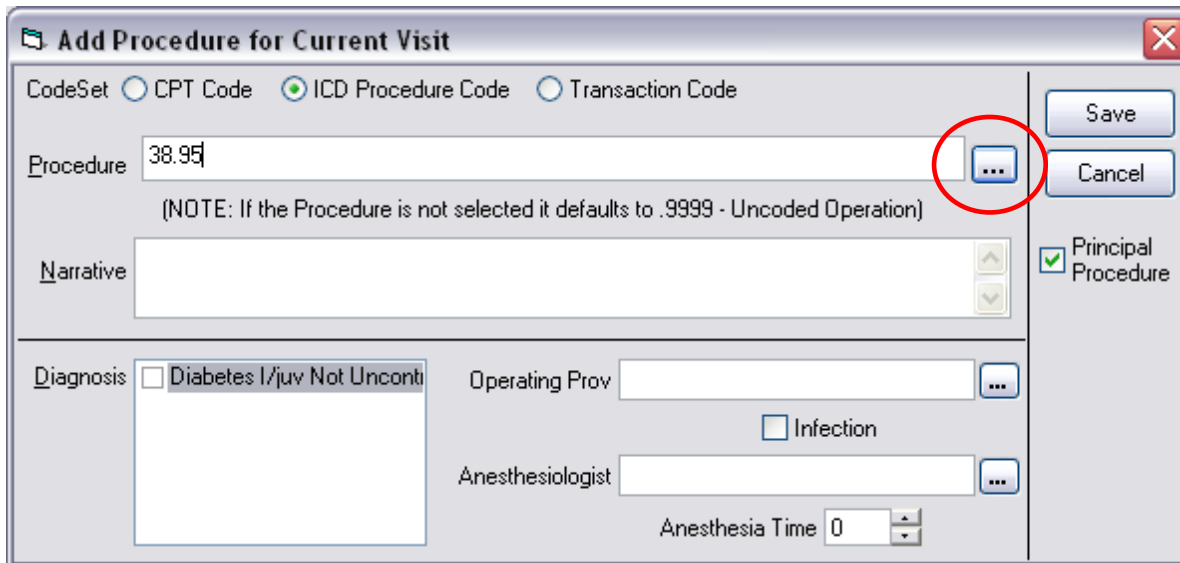 Add Procedure for Current Visit
CodeSet CPT Code ICD Procedure Code Transaction Code
Save
Procedure 38.95 ...
Cancel
(NOTE: If the Procedure is not selected it defaults to .9999 - Uncoded Operation)
Principal
Procedure
Narrative
Diagnosis Diabetes I/juv Not Uncontr Operating Prov ...
Infection
Anesthesiologist ...
Anesthesia Time 0